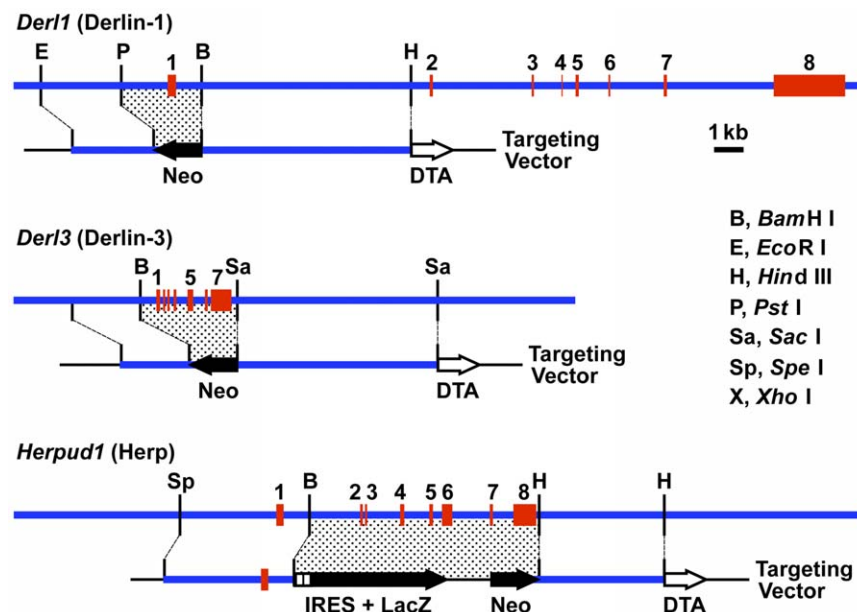 Derl1 (Derlin-1)
E P 1 B H 2 3 4 5 6 7 8
1 kb
Neo DTA Targeting
Vector
Derl3 (Derlin-3)
B 1 5 7 Sa Sa
Neo DTA Targeting
Vector
B, BamH I
E, EcoR I
H, Hind III
P, Pst I
Sa, Sac I
Sp, Spe I
X, Xho I
Herpud1 (Herp)
Sp 1 B 2 3 4 5 6 7 8 H H
IRES + LacZ Neo DTA Targeting
Vector